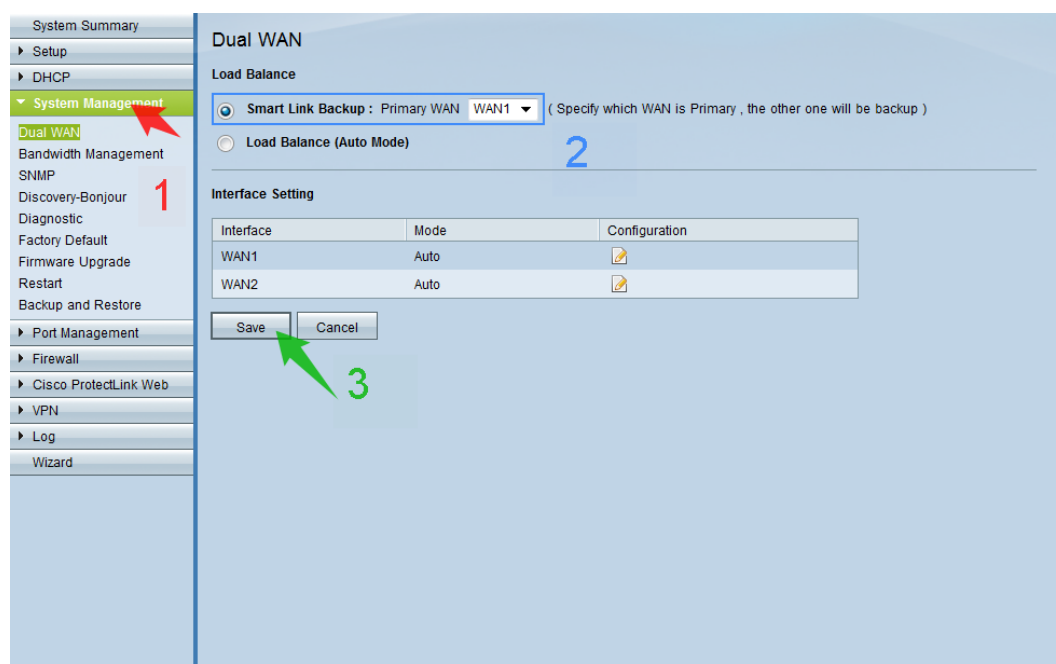 System Summary
Setup
DHCP
System Management
Dual WAN
Bandwidth Management
SNMP
Discovery-Bonjour
Diagnostic
Factory Default
Firmware Upgrade
Restart
Backup and Restore
Port Management
Firewall
Cisco ProtectLink Web
VPN
Log
Wizard
1
Dual WAN
Load Balance
Smart Link Backup : Primary WAN WAN1 ( Specify which WAN is Primary , the other one will be backup )
Load Balance (Auto Mode)
2
Interface Setting
Interface Mode Configuration
WAN1 Auto
WAN2 Auto
Save Cancel
3